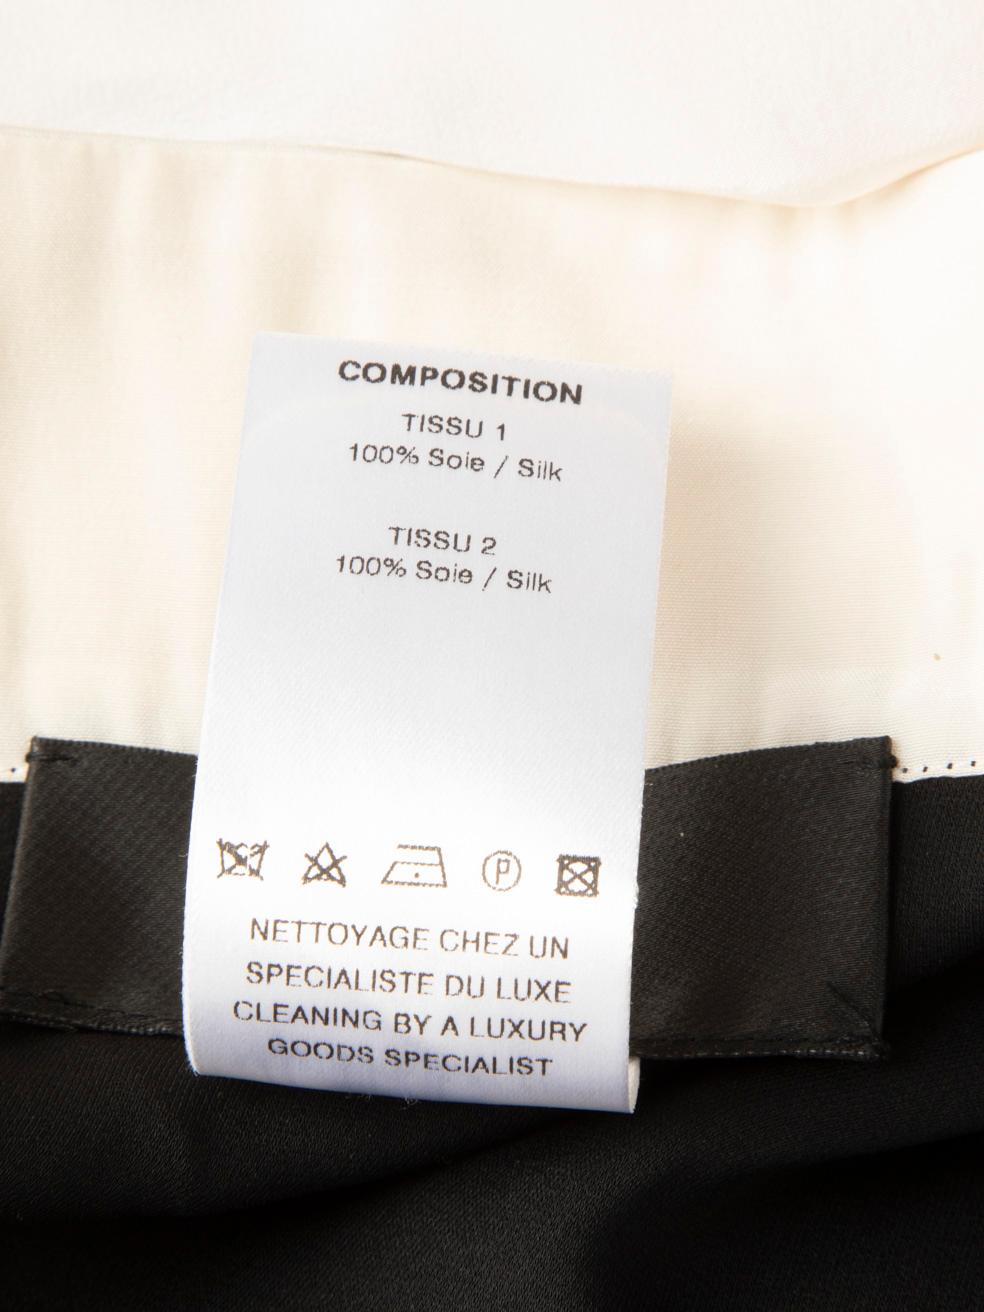 COMPOSITION
TISSU 1
100% Soie / Silk
TISSU 2
100% Soie / Silk
P
NETTOYAGE CHEZ UN
SPECIALISTE DU LUXE
CLEANING BY A LUXURY
GOODS SPECIALIST